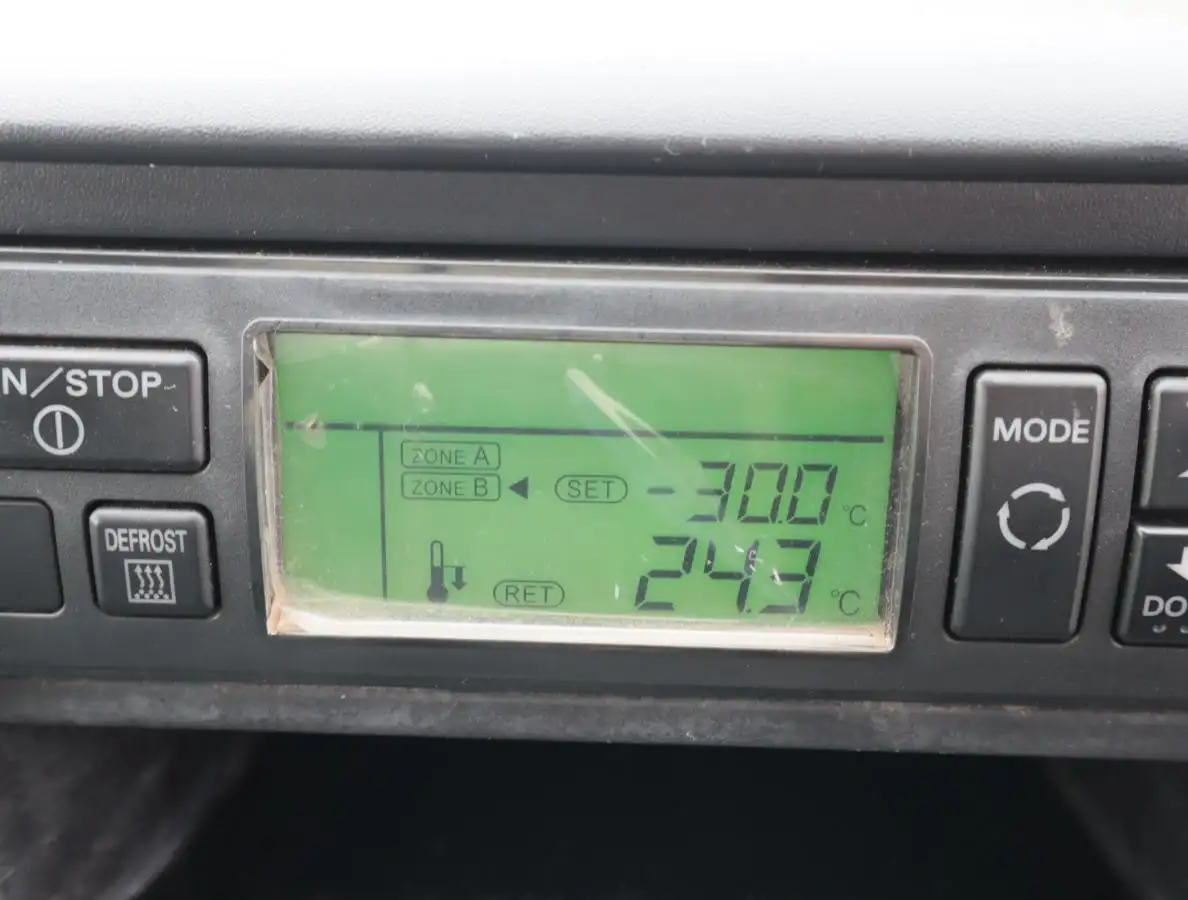 N/STOP
DEFROST
ZONE A
ZONE B ◀ SET -30.0 °C
RET 24.3 °C
MODE
DO